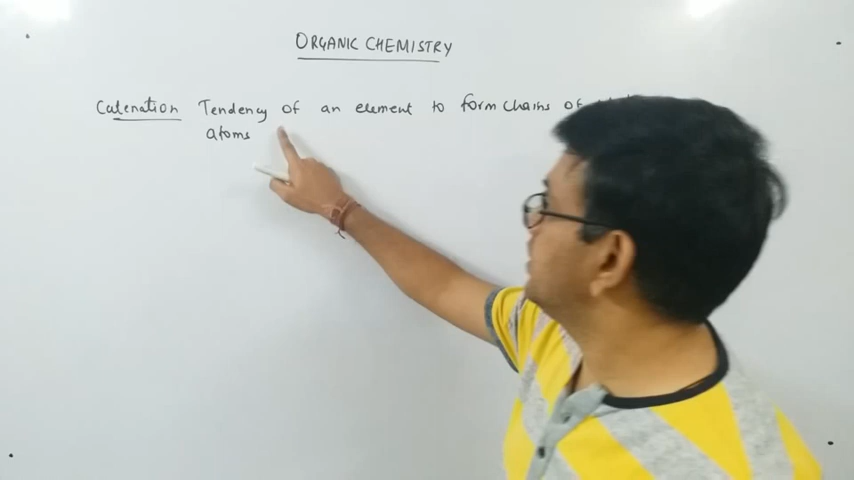 ORGANIC CHEMISTRY
Catenation Tendency of an element to form chains of
atoms